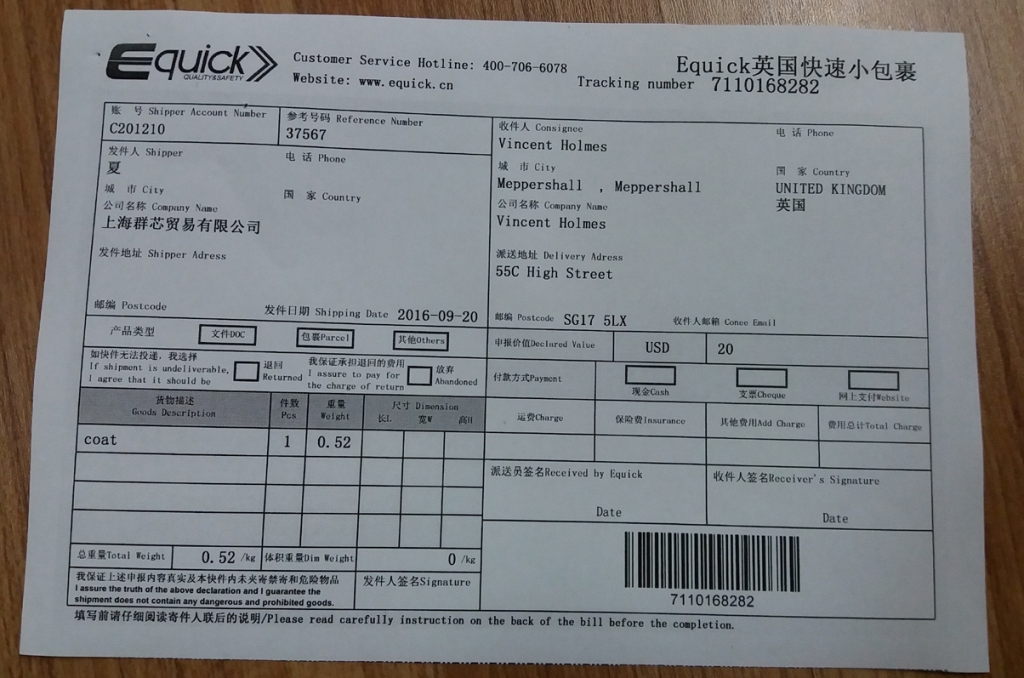 Equick
QUALITY&SAFETY
Customer Service Hotline: 400-706-6078
Website: www.equick.cn
Equick英国快速小包裹
Tracking number 7110168282
账 号 Shipper Account Number
C201210
参考号码 Reference Number
37567
发件人 Shipper
夏
电 话 Phone
城 市 City
国 家 Country
公司名称 Company Name
上海群芯贸易有限公司
发件地址 Shipper Adress
邮编 Postcode
发件日期 Shipping Date 2016-09-20
收件人 Consignee
Vincent Holmes
电 话 Phone
城 市 City
Meppershall , Meppershall
国 家 Country
UNITED KINGDOM
英国
公司名称 Company Name
Vincent Holmes
派送地址 Delivery Adress
55C High Street
邮编 Postcode SG17 5LX
收件人邮箱 Conee Email
产品类型
文件DOC
包裹Parcel
其他Others
申报价值Declared Value
USD
20
如快件无法投递，我选择
If shipment is undeliverable,
I agree that it should be
退回
Returned
我保证承担退回的费用
I assure to pay for
the charge of return
放弃
Abandoned
付款方式Payment
现金Cash
支票Cheque
网上支付Website
货物描述
Goods Description
件数
Pcs
重量
Weight
尺寸 Dimension
长L 宽W 高H
运费Charge
保险费Insurance
其他费用Add Charge
费用总计Total Charge
coat 1 0.52
派送员签名Received by Equick
Date
收件人签名Receiver's Signature
Date
总重量Total Weight 0.52 /kg
体积重量Dim Weight 0 /kg
我保证上述申报内容真实及本快件内未夹寄禁寄和危险物品
I assure the truth of the above declaration and I guarantee the
shipment does not contain any dangerous and prohibited goods.
发件人签名Signature
7110168282
填写前请仔细阅读寄件人联后的说明/Please read carefully instruction on the back of the bill before the completion.